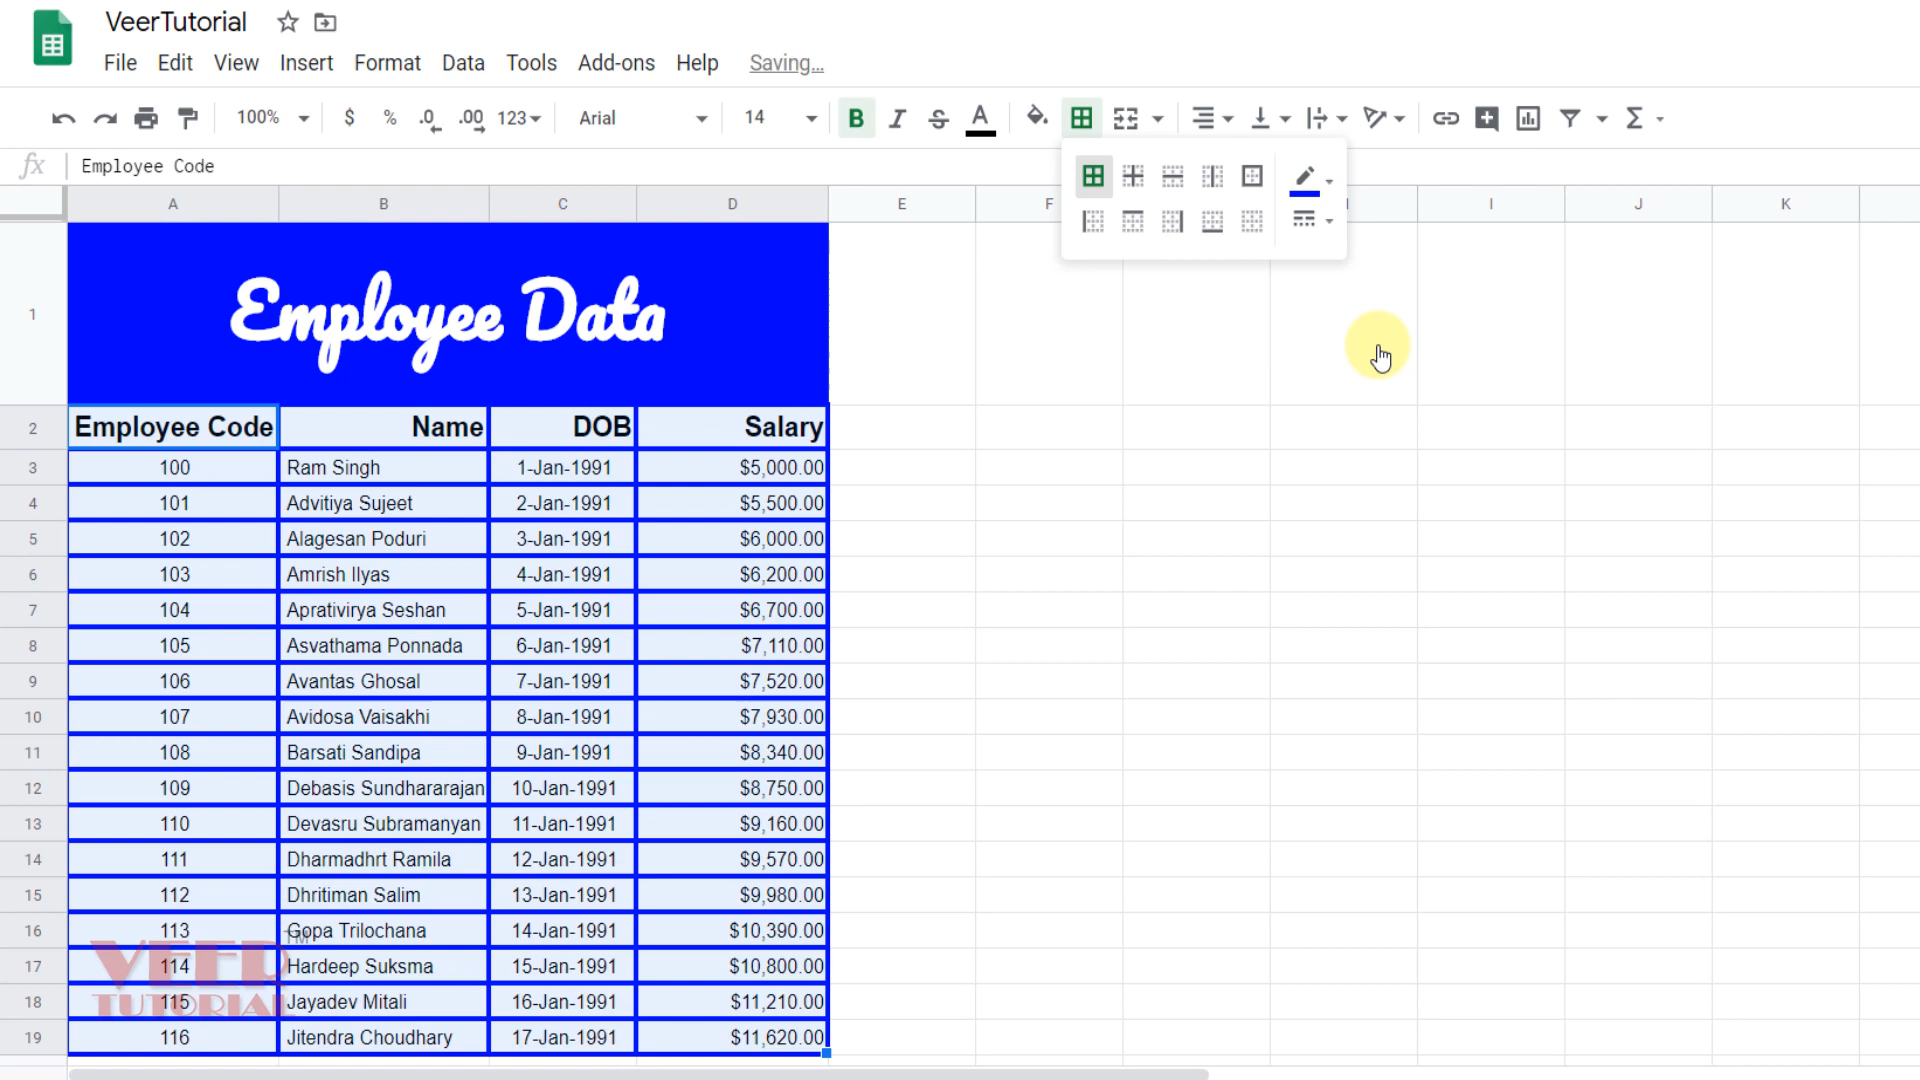 VeerTutorial
File Edit View Insert Format Data Tools Add-ons Help Saving...
100% $ % .0 .00 123 Arial 14 B I S A
fx Employee Code
A B C D E F I J K
1 Employee Data
2 Employee Code Name DOB Salary
3 100 Ram Singh 1-Jan-1991 $5,000.00
4 101 Advitiya Sujeet 2-Jan-1991 $5,500.00
5 102 Alagesan Poduri 3-Jan-1991 $6,000.00
6 103 Amrish Ilyas 4-Jan-1991 $6,200.00
7 104 Aprativirya Seshan 5-Jan-1991 $6,700.00
8 105 Asvathama Ponnada 6-Jan-1991 $7,110.00
9 106 Avantas Ghosal 7-Jan-1991 $7,520.00
10 107 Avidosa Vaisakhi 8-Jan-1991 $7,930.00
11 108 Barsati Sandipa 9-Jan-1991 $8,340.00
12 109 Debasis Sundhararajan 10-Jan-1991 $8,750.00
13 110 Devasru Subramanyan 11-Jan-1991 $9,160.00
14 111 Dharmadhrt Ramila 12-Jan-1991 $9,570.00
15 112 Dhritiman Salim 13-Jan-1991 $9,980.00
16 113 Gopa Trilochana 14-Jan-1991 $10,390.00
17 114 Hardeep Suksma 15-Jan-1991 $10,800.00
18 115 Jayadev Mitali 16-Jan-1991 $11,210.00
19 116 Jitendra Choudhary 17-Jan-1991 $11,620.00
VEER TM
TUTORIAL